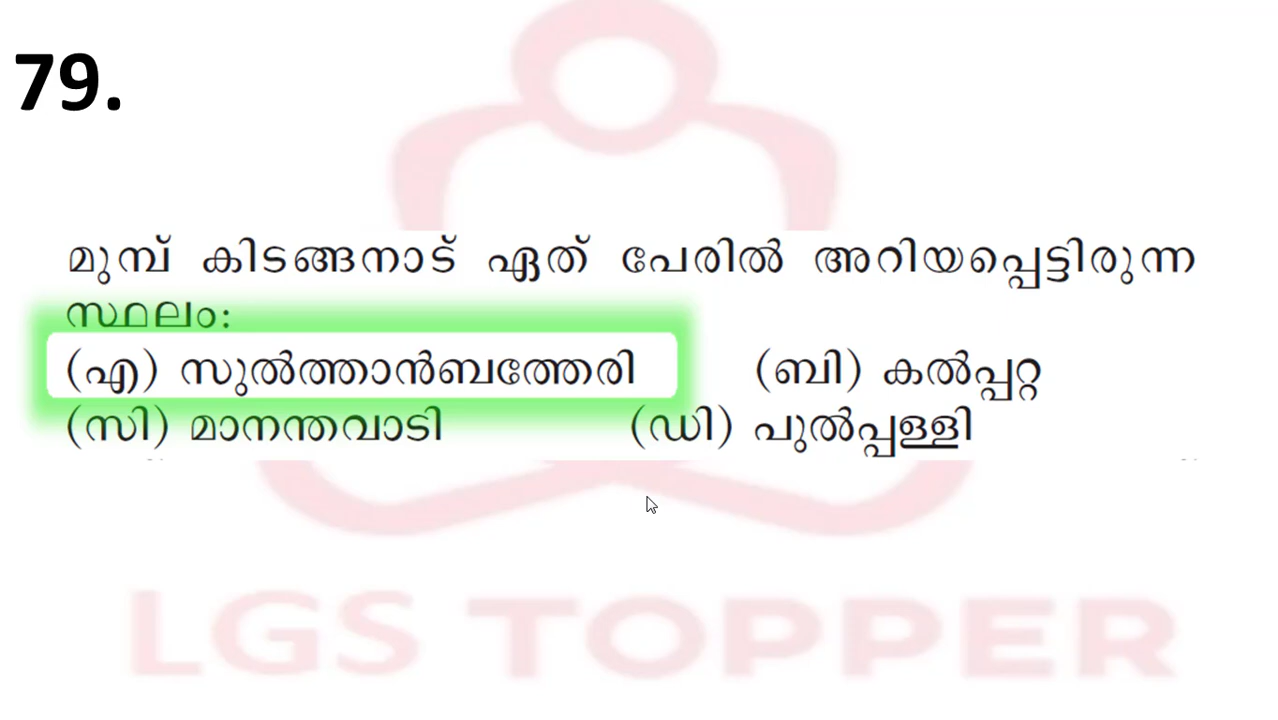 79.
മുമ്പ് കിടങ്ങനാട് ഏത് പേരിൽ അറിയപ്പെട്ടിരുന്ന
സ്ഥലം:
(എ) സുൽത്താൻബത്തേരി (ബി) കൽപ്പറ്റ
(സി) മാനന്തവാടി (ഡി) പുൽപ്പള്ളി
LGS TOPPER